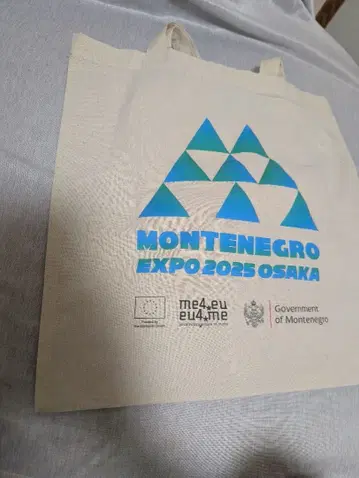 MONTENEGRO
EXPO 2025 OSAKA
me4.eu
eu4.me
Government
of Montenegro